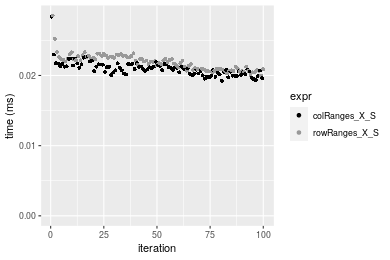 0.02
0.01
0.00
time (ms)
0 25 50 75 100
iteration
expr
colRanges_X_S
rowRanges_X_S